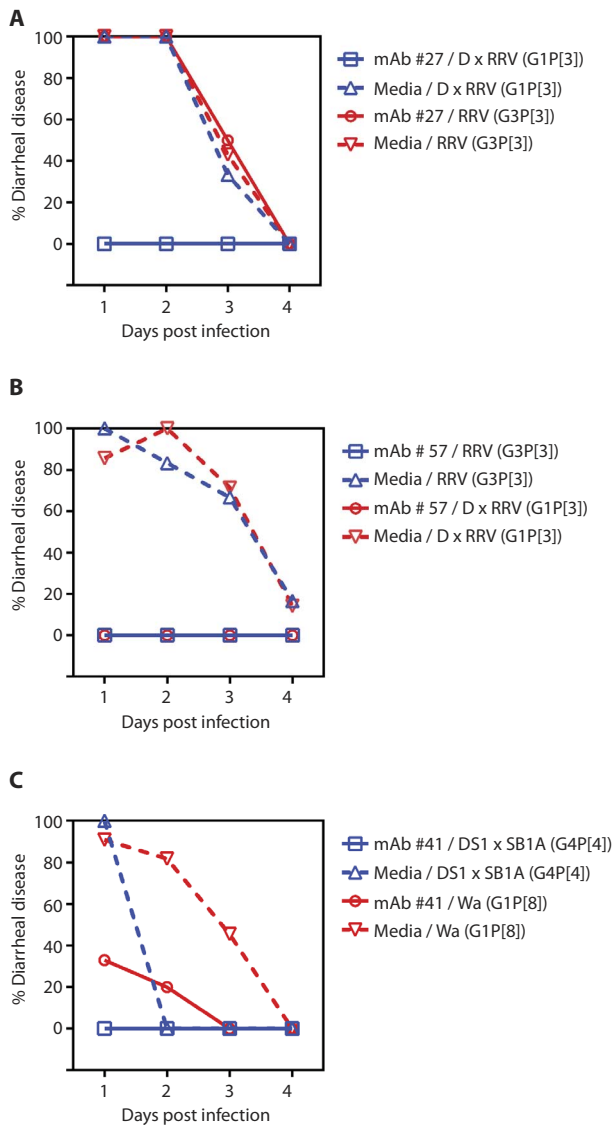 A
100
80
60
40
20
0
% Diarrheal disease
1 2 3 4
Days post infection
mAb #27 / D x RRV (G1P[3])
Media / D x RRV (G1P[3])
mAb #27 / RRV (G3P[3])
Media / RRV (G3P[3])
B
100
80
60
40
20
0
% Diarrheal disease
1 2 3 4
Days post infection
mAb # 57 / RRV (G3P[3])
Media / RRV (G3P[3])
mAb # 57 / D x RRV (G1P[3])
Media / D x RRV (G1P[3])
C
100
80
60
40
20
0
% Diarrheal disease
1 2 3 4
Days post infection
mAb #41 / DS1 x SB1A (G4P[4])
Media / DS1 x SB1A (G4P[4])
mAb #41 / Wa (G1P[8])
Media / Wa (G1P[8])